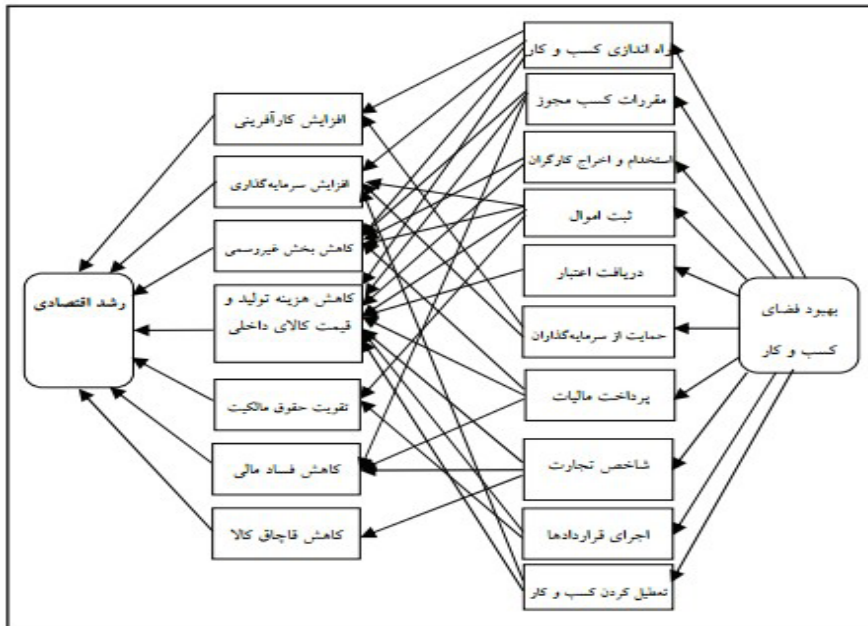 بهبود فضای
کسب و کار
راه اندازی کسب و کار
مقررات کسب مجوز
استخدام و اخراج کارگران
ثبت اموال
دریافت اعتبار
حمایت از سرمایه‌گذاران
پرداخت مالیات
شاخص تجارت
اجرای قراردادها
تعطیل کردن کسب و کار
افزایش کارآفرینی
افزایش سرمایه‌گذاری
کاهش بخش غیررسمی
کاهش هزینه تولید و
قیمت کالای داخلی
تقویت حقوق مالکیت
کاهش فساد مالی
کاهش قاچاق کالا
رشد اقتصادی